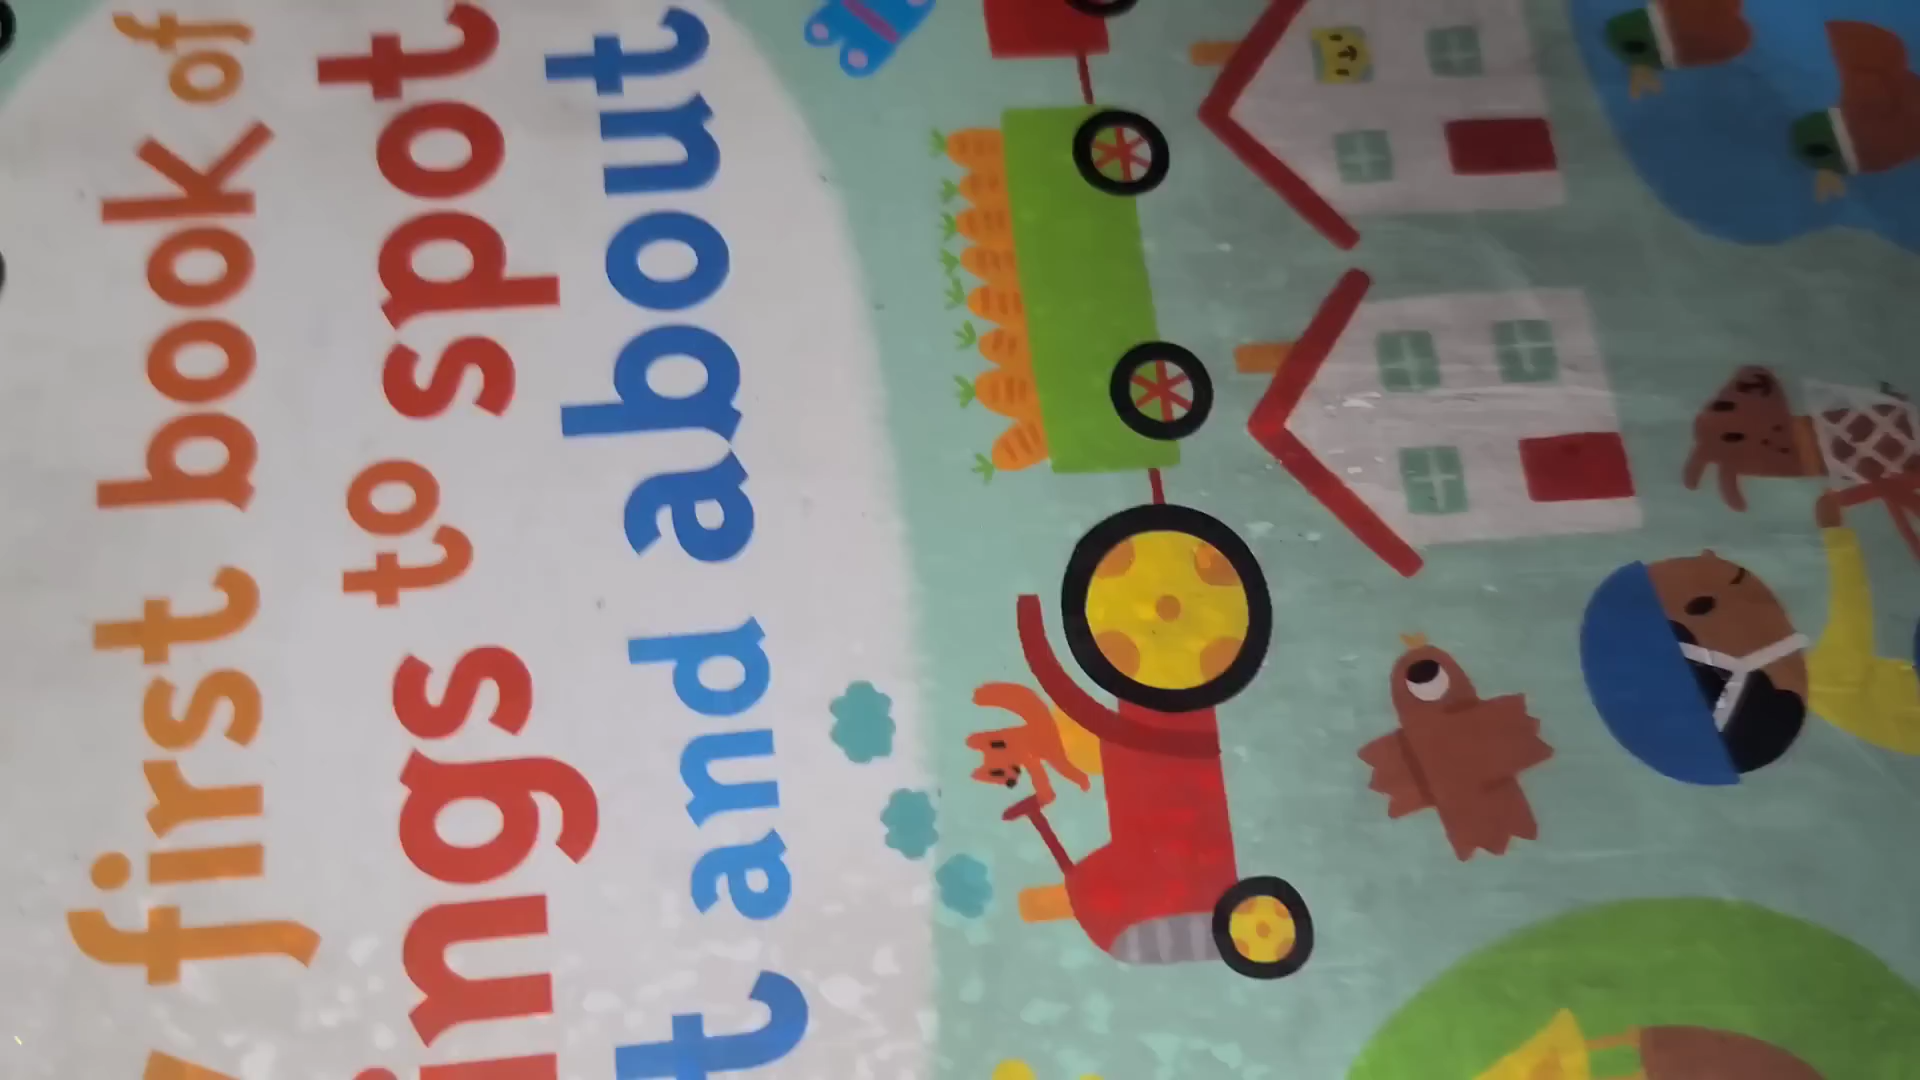 first book of
ings to spot
t and about